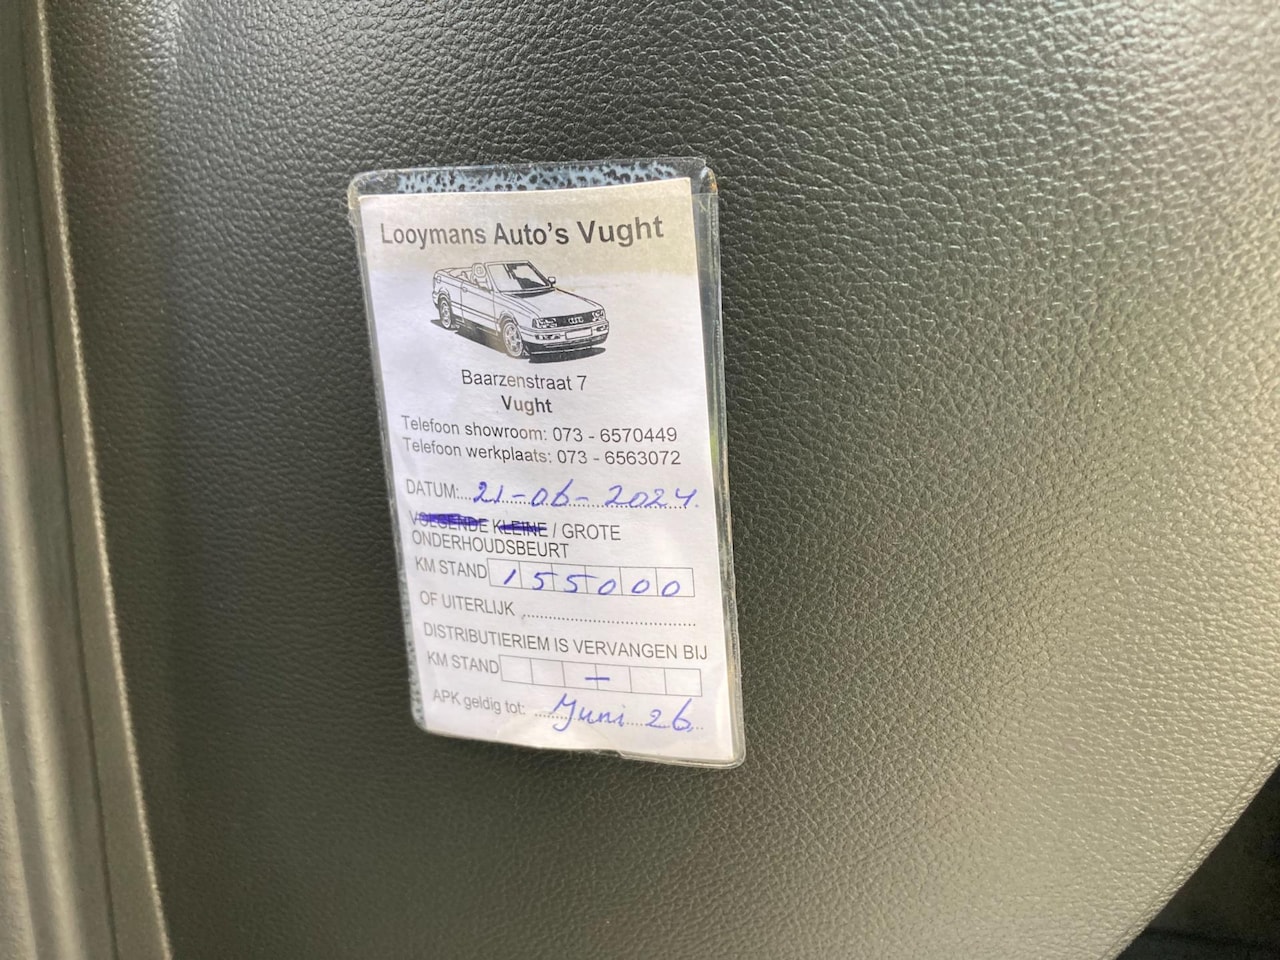 Looymans Auto's Vught
Baarzenstraat 7
Vught
Telefoon showroom: 073 - 6570449
Telefoon werkplaats: 073 - 6563072
DATUM: 21-06-2024
VOLGENDE KLEINE / GROTE
ONDERHOUDSBEURT
KM STAND 155000
OF UITERLIJK
DISTRIBUTIERIEM IS VERVANGEN BIJ
KM STAND —
APK geldig tot: Juni 26